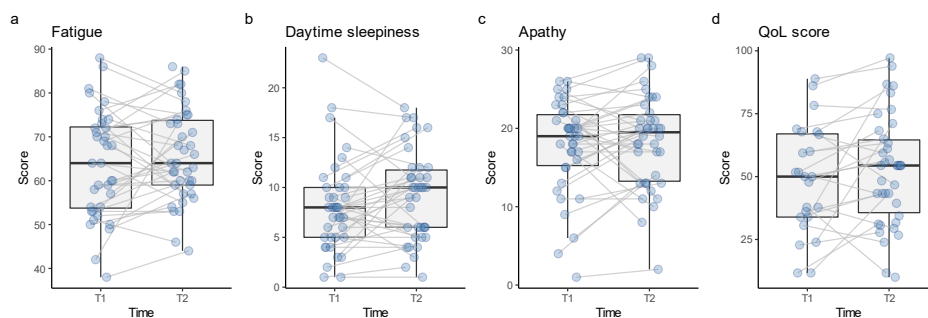 a
Fatigue
90
80
70
60
50
40
Score
T1
T2
Time
b
Daytime sleepiness
20
15
10
5
0
Score
T1
T2
Time
c
Apathy
30
20
10
0
Score
T1
T2
Time
d
QoL score
100
75
50
25
Score
T1
T2
Time